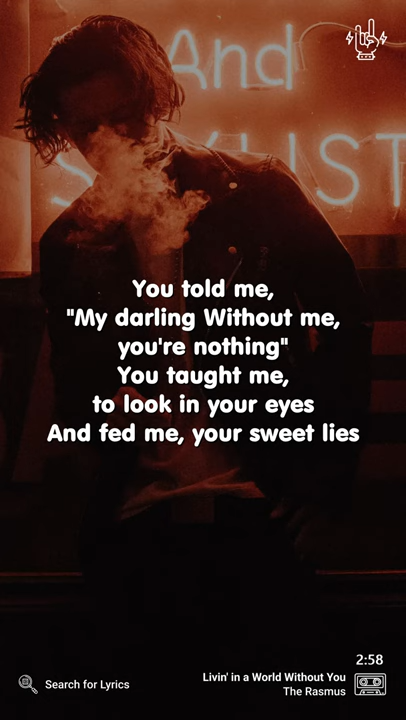 And
You told me,
"My darling Without me,
you're nothing"
You taught me,
to look in your eyes
And fed me, your sweet lies
2:58
Livin' in a World Without You
Search for Lyrics
The Rasmus